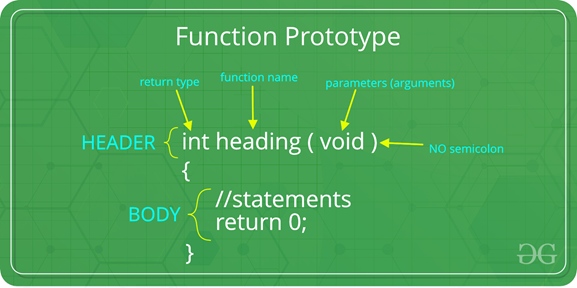 Function Prototype
return type
function name
parameters (arguments)
HEADER
int heading ( void )
NO semicolon
{
BODY
//statements
return 0;
}
GG